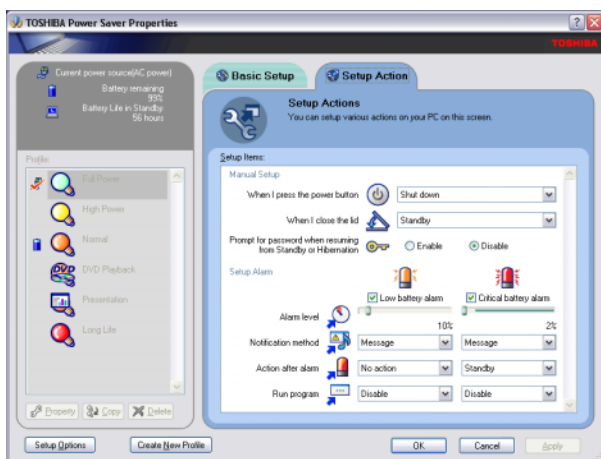 TOSHIBA Power Saver Properties
TOSHIBA
Current power source(AC power)
Battery remaining
99%
Battery Life in Standby
56 hours
Profile:
Full Power
High Power
Normal
DVD Playback
Presentation
Long Life
Property
Copy
Delete
Basic Setup
Setup Action
Setup Actions
You can setup various actions on your PC on this screen.
Setup Items:
Manual Setup
When I press the power button
Shut down
When I close the lid
Standby
Prompt for password when resuming
from Standby or Hibernation
Enable
Disable
Setup Alarm
Low battery alarm
Critical battery alarm
Alarm level
10%
2%
Notification method
Message
Message
Action after alarm
No action
Standby
Run program
Disable
Disable
Setup Options
Create New Profile
OK
Cancel
Apply